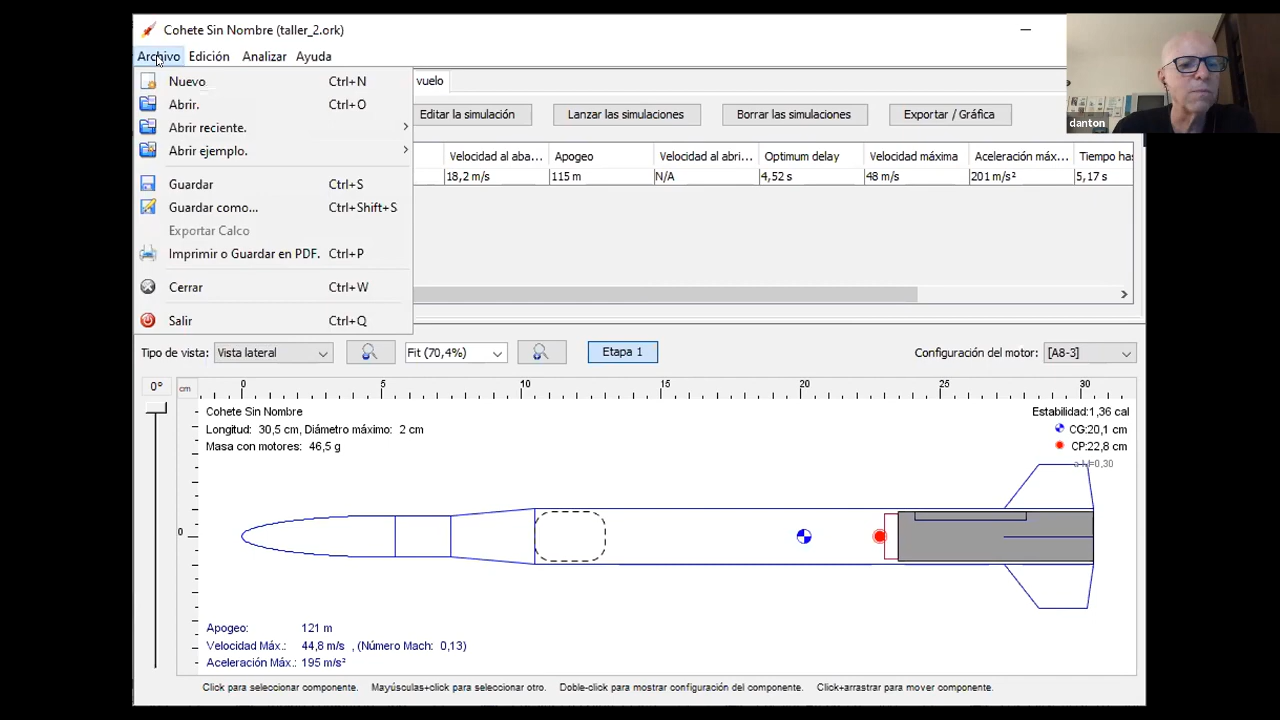 Cohete Sin Nombre (taller_2.ork)
Archivo Edición Analizar Ayuda
Nuevo Ctrl+N
Abrir. Ctrl+O
Abrir reciente.
Abrir ejemplo.
Guardar Ctrl+S
Guardar como... Ctrl+Shift+S
Exportar Calco
Imprimir o Guardar en PDF. Ctrl+P
Cerrar Ctrl+W
Salir Ctrl+Q
vuelo
Editar la simulación Lanzar las simulaciones Borrar las simulaciones Exportar / Gráfica
Velocidad al aba... Apogeo Velocidad al abri... Optimum delay Velocidad máxima Aceleración máx... Tiempo has
18,2 m/s 115 m N/A 4,52 s 48 m/s 201 m/s² 5,17 s
danton
Tipo de vista: Vista lateral Fit (70,4%) Etapa 1 Configuración del motor: [A8-3]
0° cm 0 5 10 15 20 25 30
Cohete Sin Nombre
Longitud: 30,5 cm, Diámetro máximo: 2 cm
Masa con motores: 46,5 g
Estabilidad:1,36 cal
CG:20,1 cm
CP:22,8 cm
a M=0,30
0
Apogeo: 121 m
Velocidad Máx.: 44,8 m/s , (Número Mach: 0,13)
Aceleración Máx.: 195 m/s²
Click para seleccionar componente. Mayúsculas+click para seleccionar otro. Doble-click para mostrar configuración del componente. Click+arrastrar para mover componente.